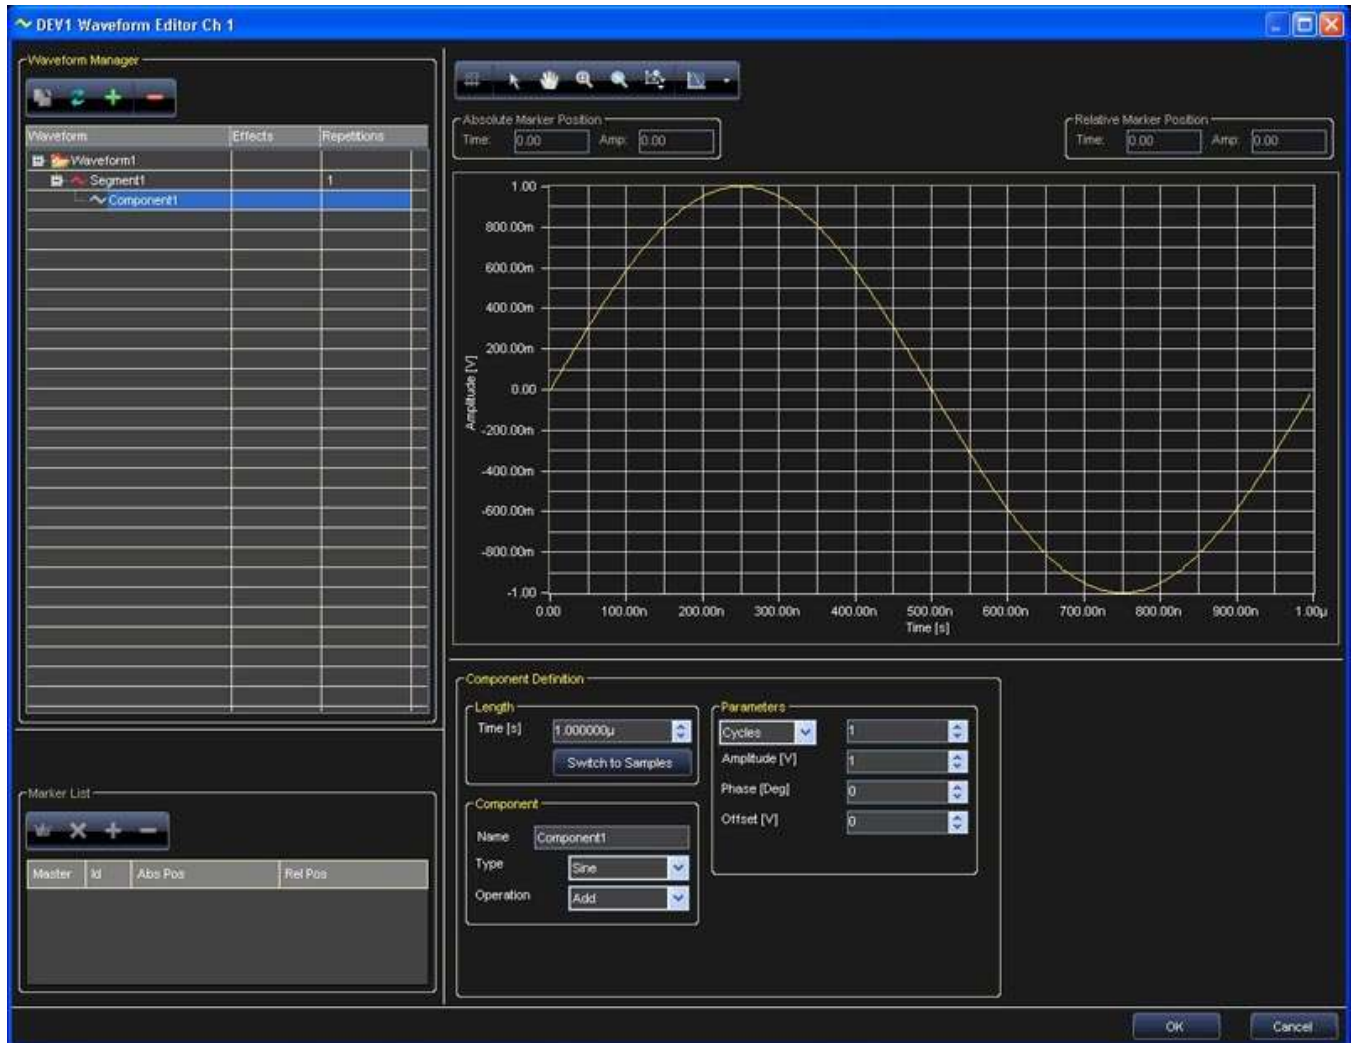 DEV1 Waveform Editor Ch 1
Waveform Manager
Waveform Effects Repetitions
Waveform1
Segment1 1
Component1
Marker List
Master Id Abs Pos Rel Pos
Absolute Marker Position
Time: 0.00 Amp: 0.00
Relative Marker Position
Time: 0.00 Amp: 0.00
1.00
800.00m
600.00m
400.00m
200.00m
0.00
-200.00m
-400.00m
-600.00m
-800.00m
-1.00
Amplitude [V]
0.00 100.00n 200.00n 300.00n 400.00n 500.00n 600.00n 700.00n 800.00n 900.00n 1.00µ
Time [s]
Component Definition
Length
Time [s] 1.000000µ
Switch to Samples
Component
Name Component1
Type Sine
Operation Add
Parameters
Cycles 1
Amplitude [V] 1
Phase [Deg] 0
Offset [V] 0
OK Cancel